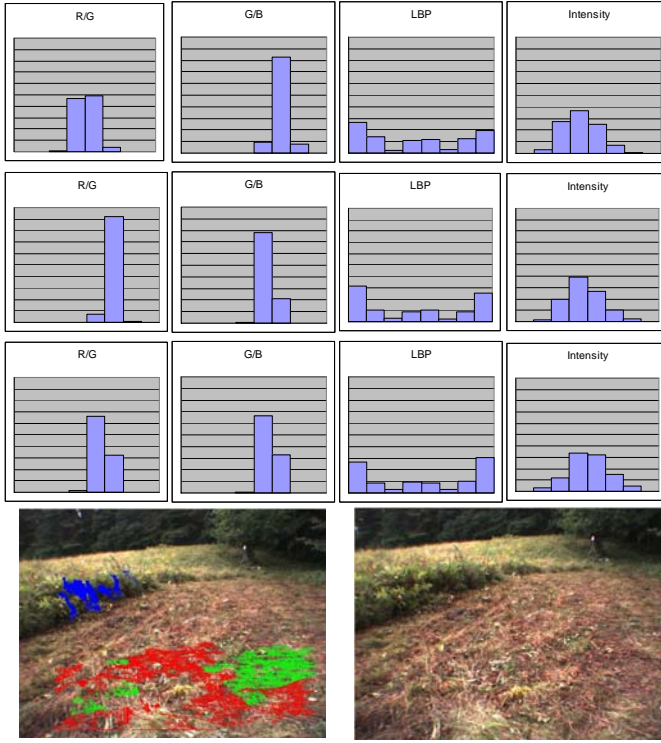 R/G
G/B
LBP
Intensity
R/G
G/B
LBP
Intensity
R/G
G/B
LBP
Intensity